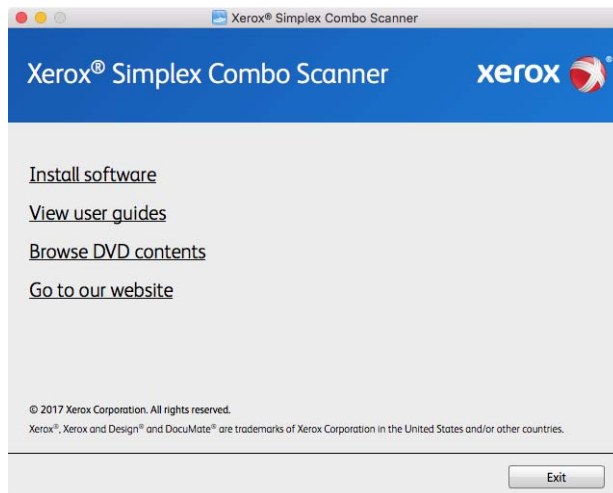 Xerox® Simplex Combo Scanner
Xerox® Simplex Combo Scanner
xerox ®
Install software
View user guides
Browse DVD contents
Go to our website
© 2017 Xerox Corporation. All rights reserved.
Xerox®, Xerox and Design® and DocuMate® are trademarks of Xerox Corporation in the United States and/or other countries.
Exit